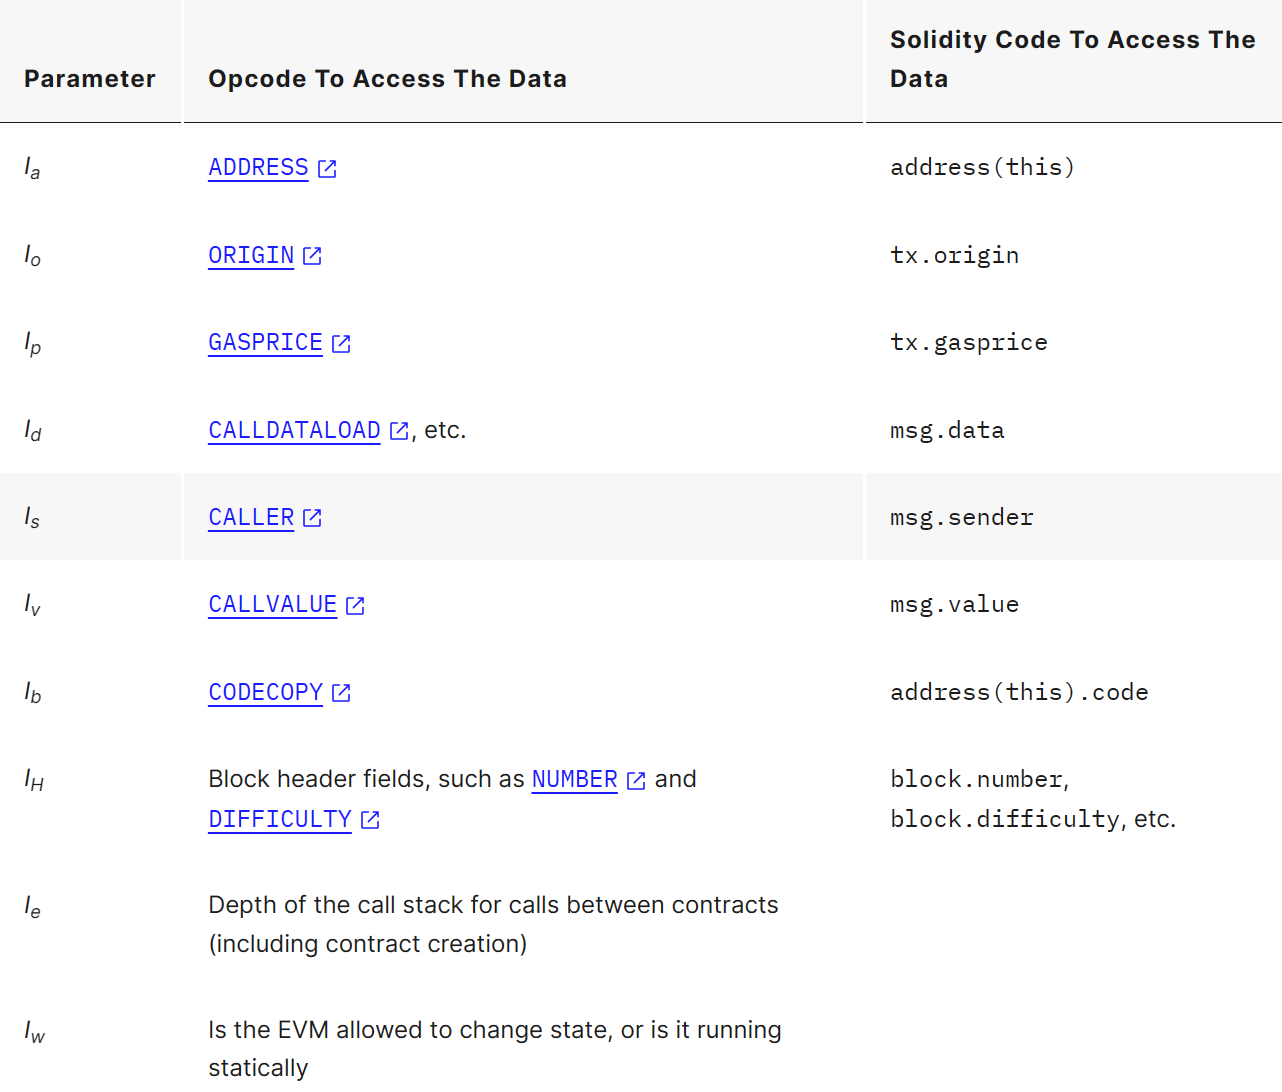 Parameter Opcode To Access The Data Solidity Code To Access The
Data
I_a ADDRESS address(this)
I_o ORIGIN tx.origin
I_p GASPRICE tx.gasprice
I_d CALLDATALOAD, etc. msg.data
I_s CALLER msg.sender
I_v CALLVALUE msg.value
I_b CODECOPY address(this).code
I_H Block header fields, such as NUMBER and block.number,
DIFFICULTY block.difficulty, etc.
I_e Depth of the call stack for calls between contracts
(including contract creation)
I_w Is the EVM allowed to change state, or is it running
statically